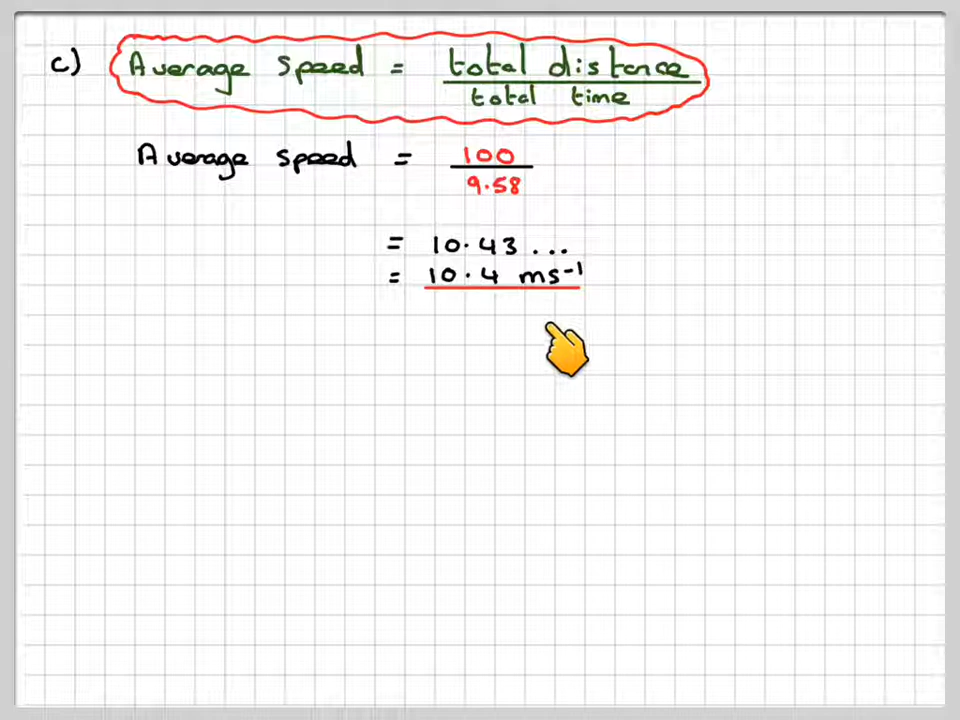 c) Average speed = total distance / total time
Average speed = 100 / 9.58
= 10.43 ...
= 10.4 ms⁻¹